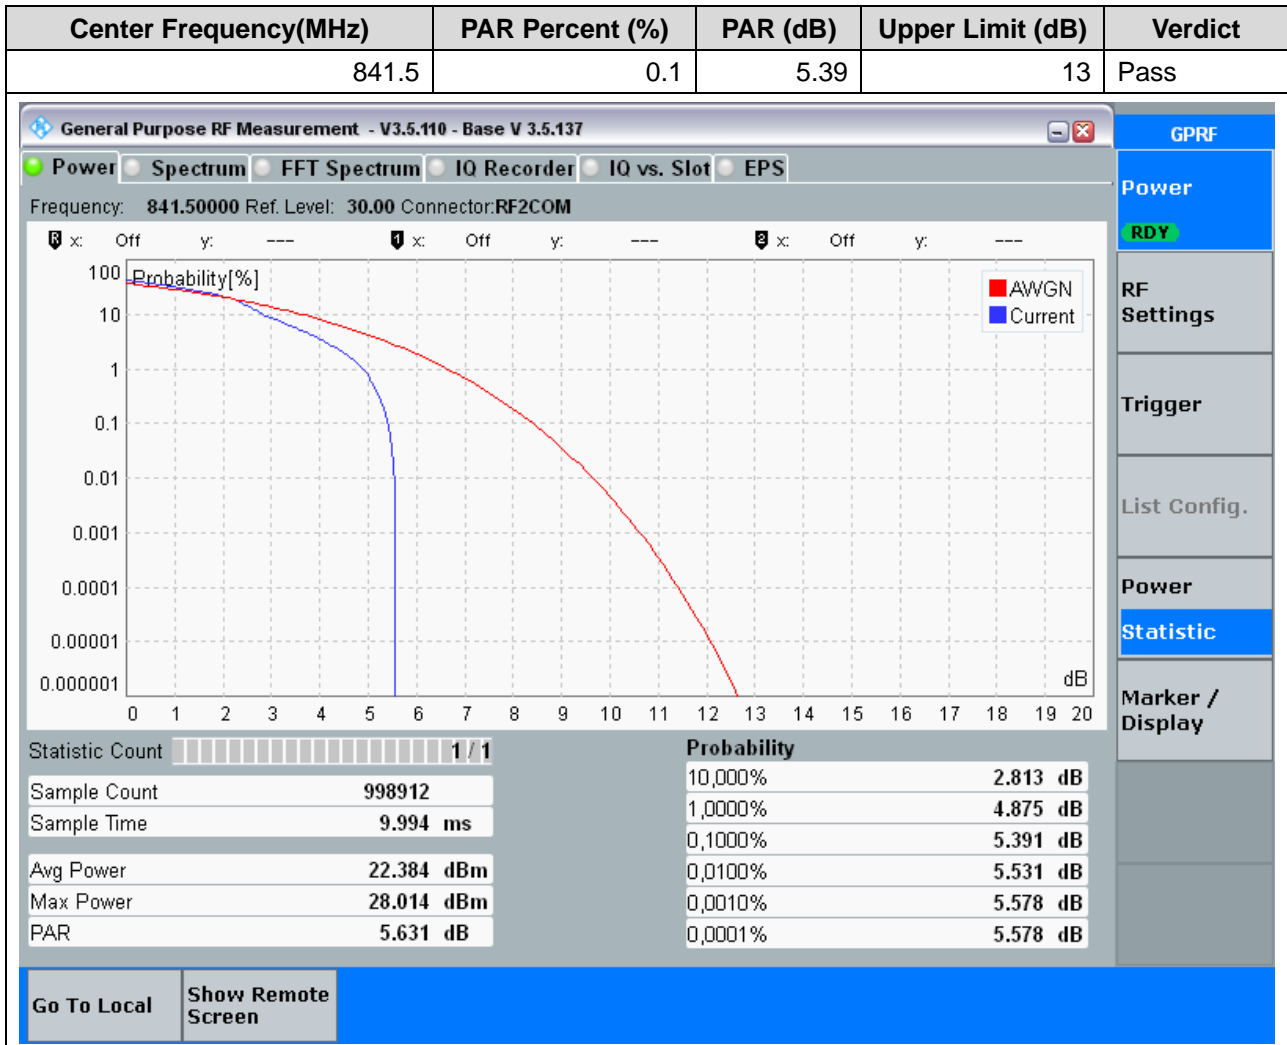 Center Frequency(MHz) PAR Percent (%) PAR (dB) Upper Limit (dB) Verdict
841.5 0.1 5.39 13 Pass
General Purpose RF Measurement - V3.5.110 - Base V 3.5.137
GPRF
Power Spectrum FFT Spectrum IQ Recorder IQ vs. Slot EPS
Frequency: 841.50000 Ref. Level: 30.00 Connector:RF2COM
R x: Off y: --- 1 x: Off y: --- 2 x: Off y: ---
Probability[%]
AWGN
Current
100
10
1
0.1
0.01
0.001
0.0001
0.00001
0.000001
dB
0 1 2 3 4 5 6 7 8 9 10 11 12 13 14 15 16 17 18 19 20
Statistic Count 1 / 1
Sample Count 998912
Sample Time 9.994 ms
Avg Power 22.384 dBm
Max Power 28.014 dBm
PAR 5.631 dB
Probability
10,000% 2.813 dB
1,0000% 4.875 dB
0,1000% 5.391 dB
0,0100% 5.531 dB
0,0010% 5.578 dB
0,0001% 5.578 dB
Power
RDY
RF
Settings
Trigger
List Config.
Power
Statistic
Marker /
Display
Go To Local
Show Remote
Screen